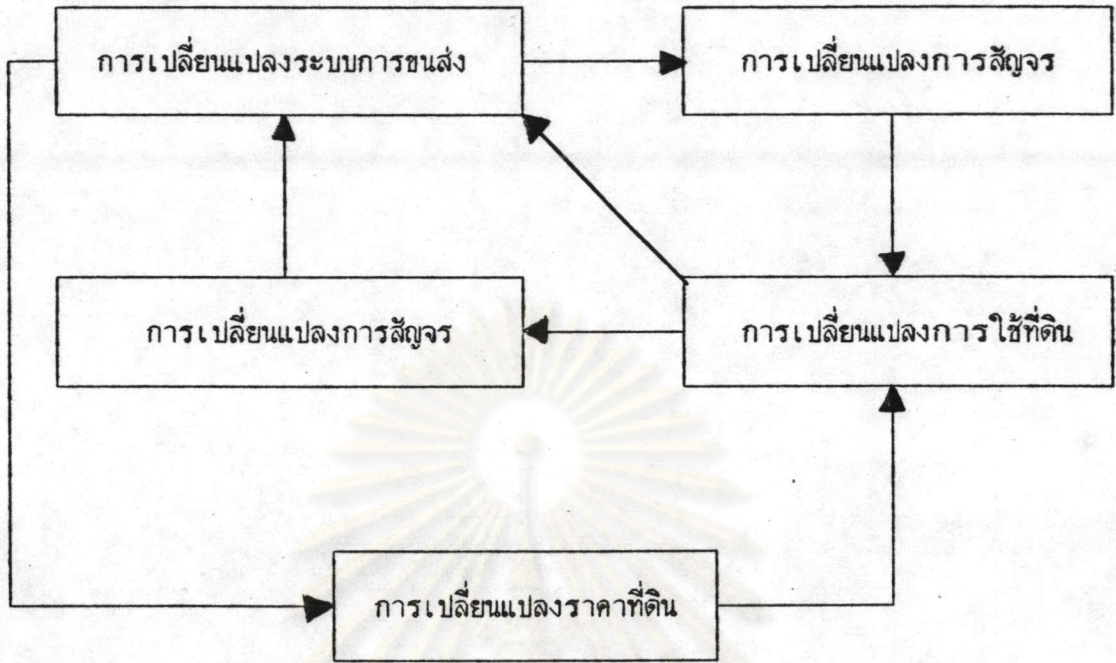 การเปลี่ยนแปลงระบบการขนส่ง
การเปลี่ยนแปลงการสัญจร
การเปลี่ยนแปลงการสัญจร
การเปลี่ยนแปลงการใช้ที่ดิน
การเปลี่ยนแปลงราคาที่ดิน